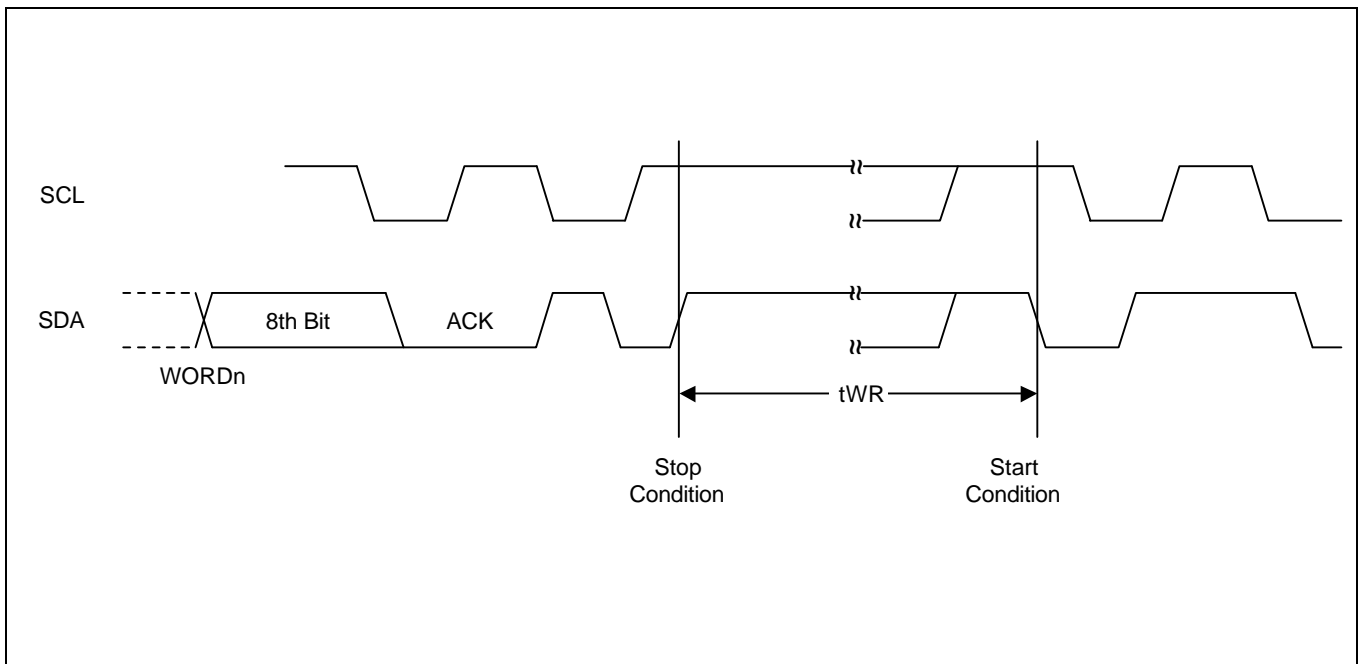 SCL
SDA
8th Bit
ACK
WORDn
tWR
Stop
Condition
Start
Condition